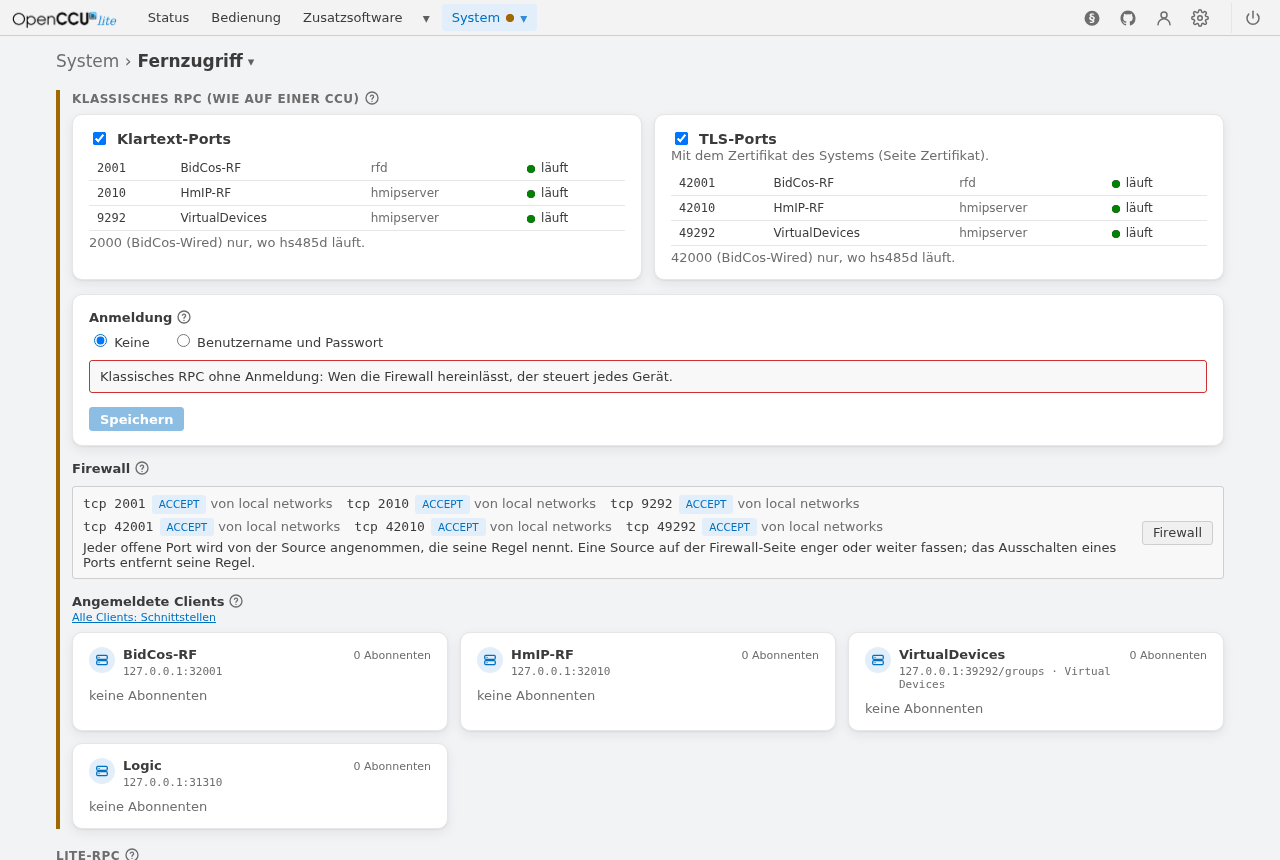 OpenCCU lite Status Bedienung Zusatzsoftware ▾ System ▾
System › Fernzugriff ▾
KLASSISCHES RPC (WIE AUF EINER CCU)
Klartext-Ports
2001 BidCos-RF rfd läuft
2010 HmIP-RF hmipserver läuft
9292 VirtualDevices hmipserver läuft
2000 (BidCos-Wired) nur, wo hs485d läuft.
TLS-Ports
Mit dem Zertifikat des Systems (Seite Zertifikat).
42001 BidCos-RF rfd läuft
42010 HmIP-RF hmipserver läuft
49292 VirtualDevices hmipserver läuft
42000 (BidCos-Wired) nur, wo hs485d läuft.
Anmeldung
Keine Benutzername und Passwort
Klassisches RPC ohne Anmeldung: Wen die Firewall hereinlässt, der steuert jedes Gerät.
Speichern
Firewall
tcp 2001 ACCEPT von local networks tcp 2010 ACCEPT von local networks tcp 9292 ACCEPT von local networks
tcp 42001 ACCEPT von local networks tcp 42010 ACCEPT von local networks tcp 49292 ACCEPT von local networks
Jeder offene Port wird von der Source angenommen, die seine Regel nennt. Eine Source auf der Firewall-Seite enger oder weiter fassen; das Ausschalten eines
Ports entfernt seine Regel.
Firewall
Angemeldete Clients
Alle Clients: Schnittstellen
BidCos-RF 0 Abonnenten
127.0.0.1:32001
keine Abonnenten
HmIP-RF 0 Abonnenten
127.0.0.1:32010
keine Abonnenten
VirtualDevices 0 Abonnenten
127.0.0.1:39292/groups · Virtual
Devices
keine Abonnenten
Logic 0 Abonnenten
127.0.0.1:31310
keine Abonnenten
LITE-RPC